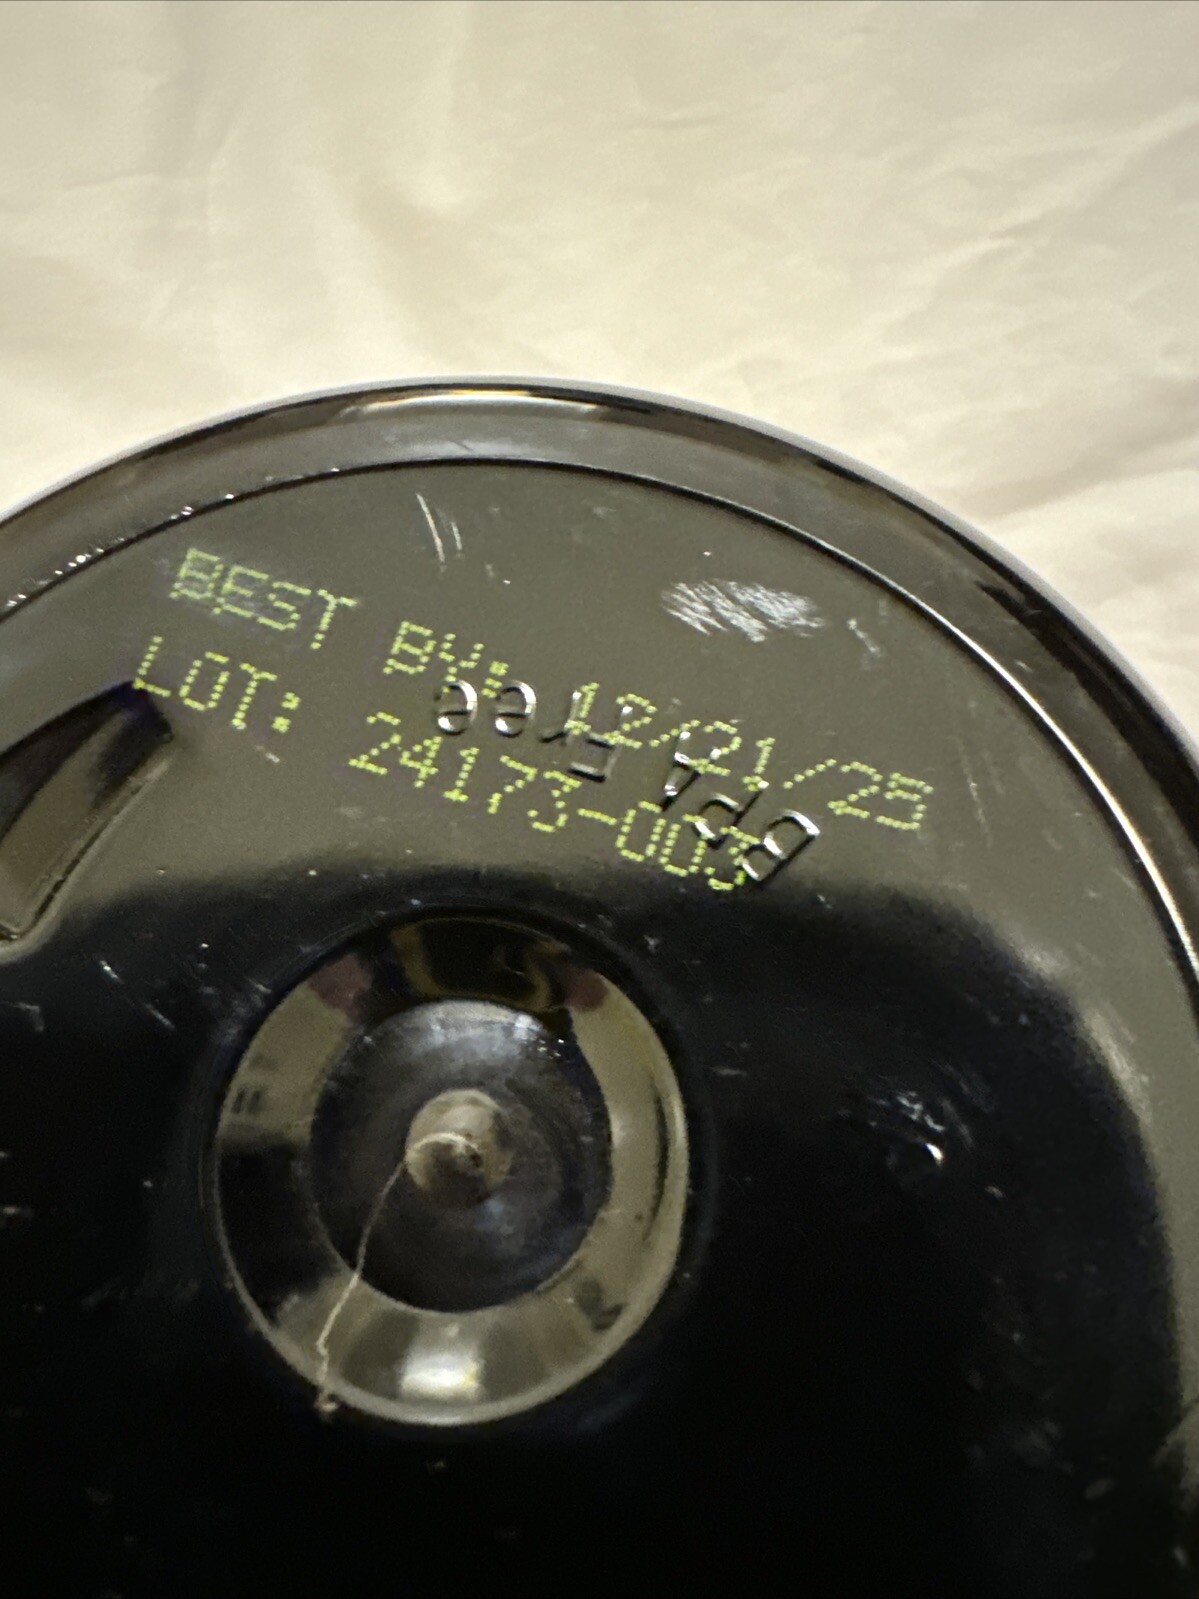 BEST BY: 12/21/25
LOT: 24173-003
BPA Free